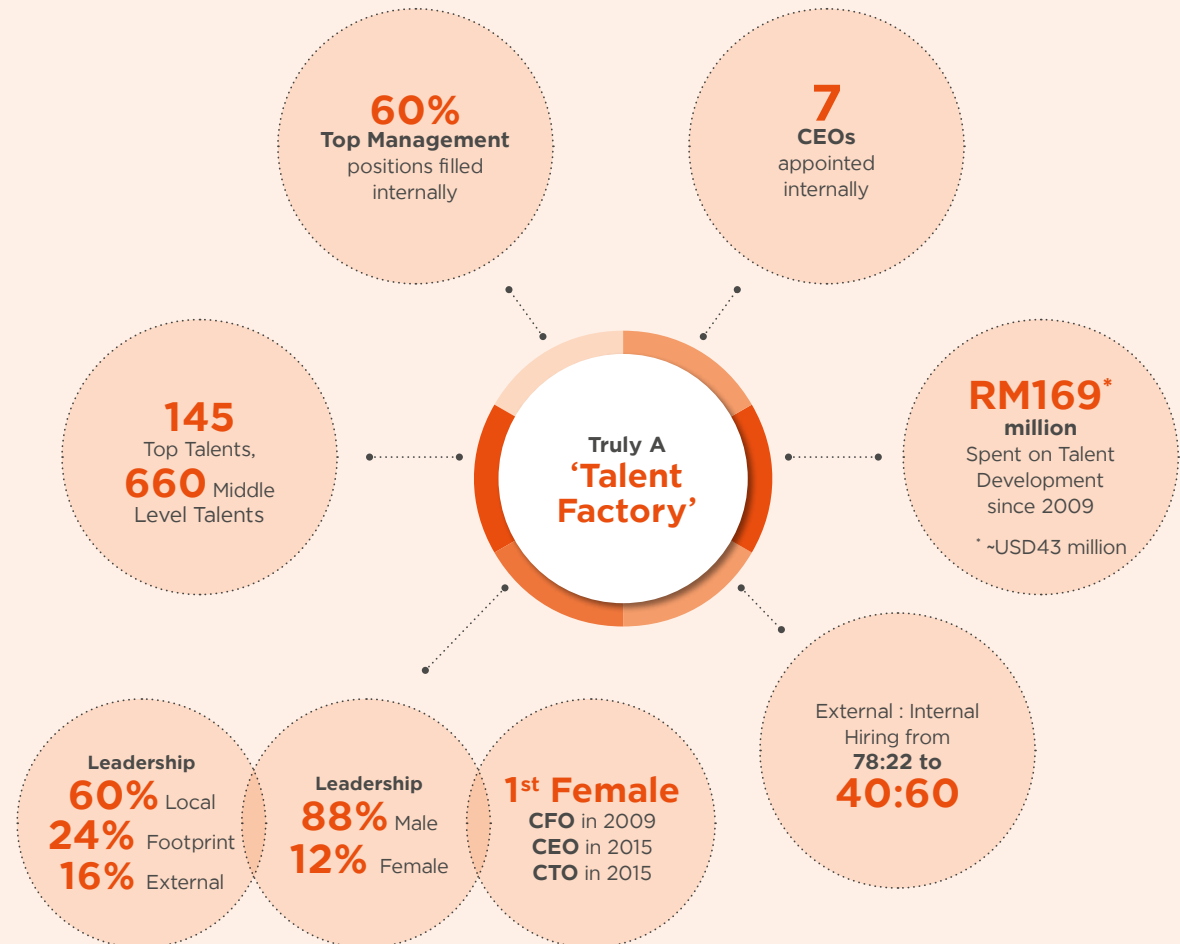 60%
Top Management
positions filled
internally
7
CEOs
appointed
internally
145
Top Talents,
660 Middle
Level Talents
Truly A
‘Talent
Factory’
RM169*
million
Spent on Talent
Development
since 2009
* ~USD43 million
Leadership
60% Local
24% Footprint
16% External
Leadership
88% Male
12% Female
1st Female
CFO in 2009
CEO in 2015
CTO in 2015
External : Internal
Hiring from
78:22 to
40:60